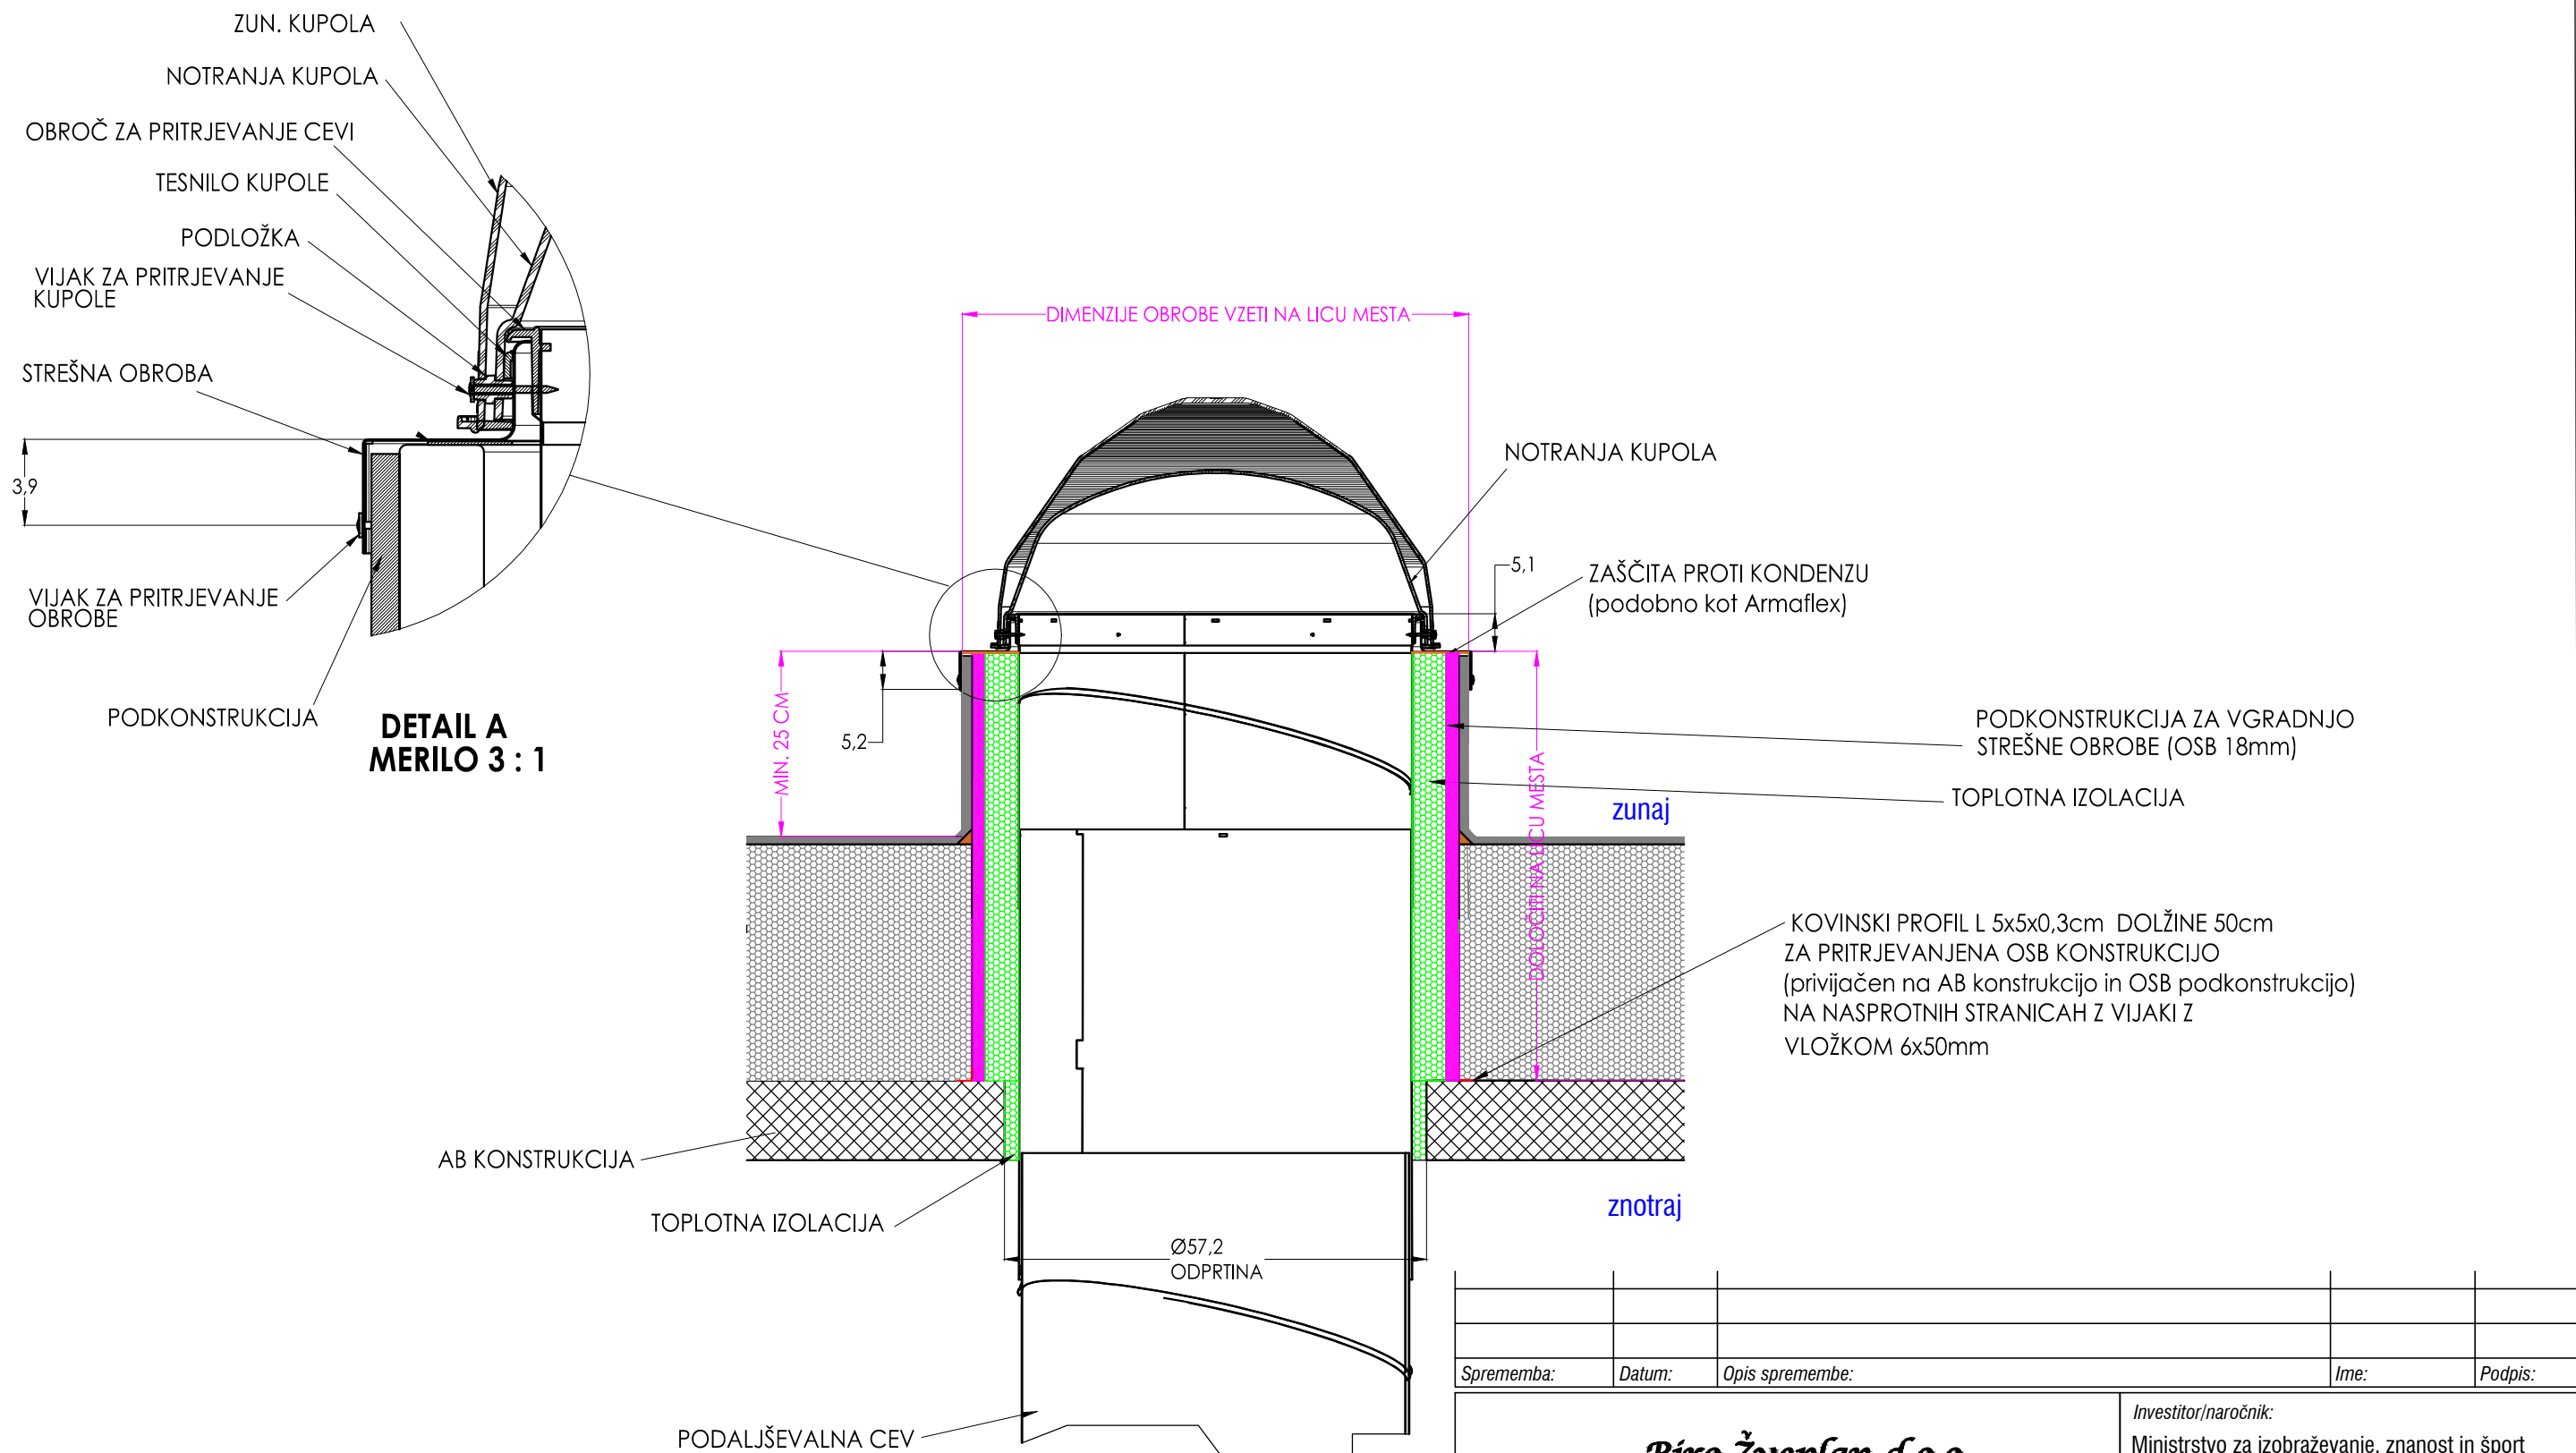 ZUN. KUPOLA
NOTRANJA KUPOLA
OBROČ ZA PRITRJEVANJE CEVI
TESNILO KUPOLE
PODLOŽKA
VIJAK ZA PRITRJEVANJE
KUPOLE
STREŠNA OBROBA
3,9
VIJAK ZA PRITRJEVANJE
OBROBE
PODKONSTRUKCIJA
DETAIL A
MERILO 3 : 1
DIMENZIJE OBROBE VZETI NA LICU MESTA
NOTRANJA KUPOLA
5,1
ZAŠČITA PROTI KONDENZU
(podobno kot Armaflex)
MIN. 25 CM
5,2
DOLOČITI NA LICU MESTA
PODKONSTRUKCIJA ZA VGRADNJO
STREŠNE OBROBE (OSB 18mm)
TOPLOTNA IZOLACIJA
zunaj
KOVINSKI PROFIL L 5x5x0,3cm DOLŽINE 50cm
ZA PRITRJEVANJENA OSB KONSTRUKCIJO
(privijačen na AB konstrukcijo in OSB podkonstrukcijo)
NA NASPROTNIH STRANICAH Z VIJAKI Z
VLOŽKOM 6x50mm
AB KONSTRUKCIJA
TOPLOTNA IZOLACIJA
znotraj
Ø57,2
ODPRTINA
PODALJŠEVALNA CEV
Sprememba: Datum: Opis spremembe: Ime: Podpis:
Investitor/naročnik:
Biro Žveplan d.o.o.
Ministrstvo za izobraževanje, znanost in šport